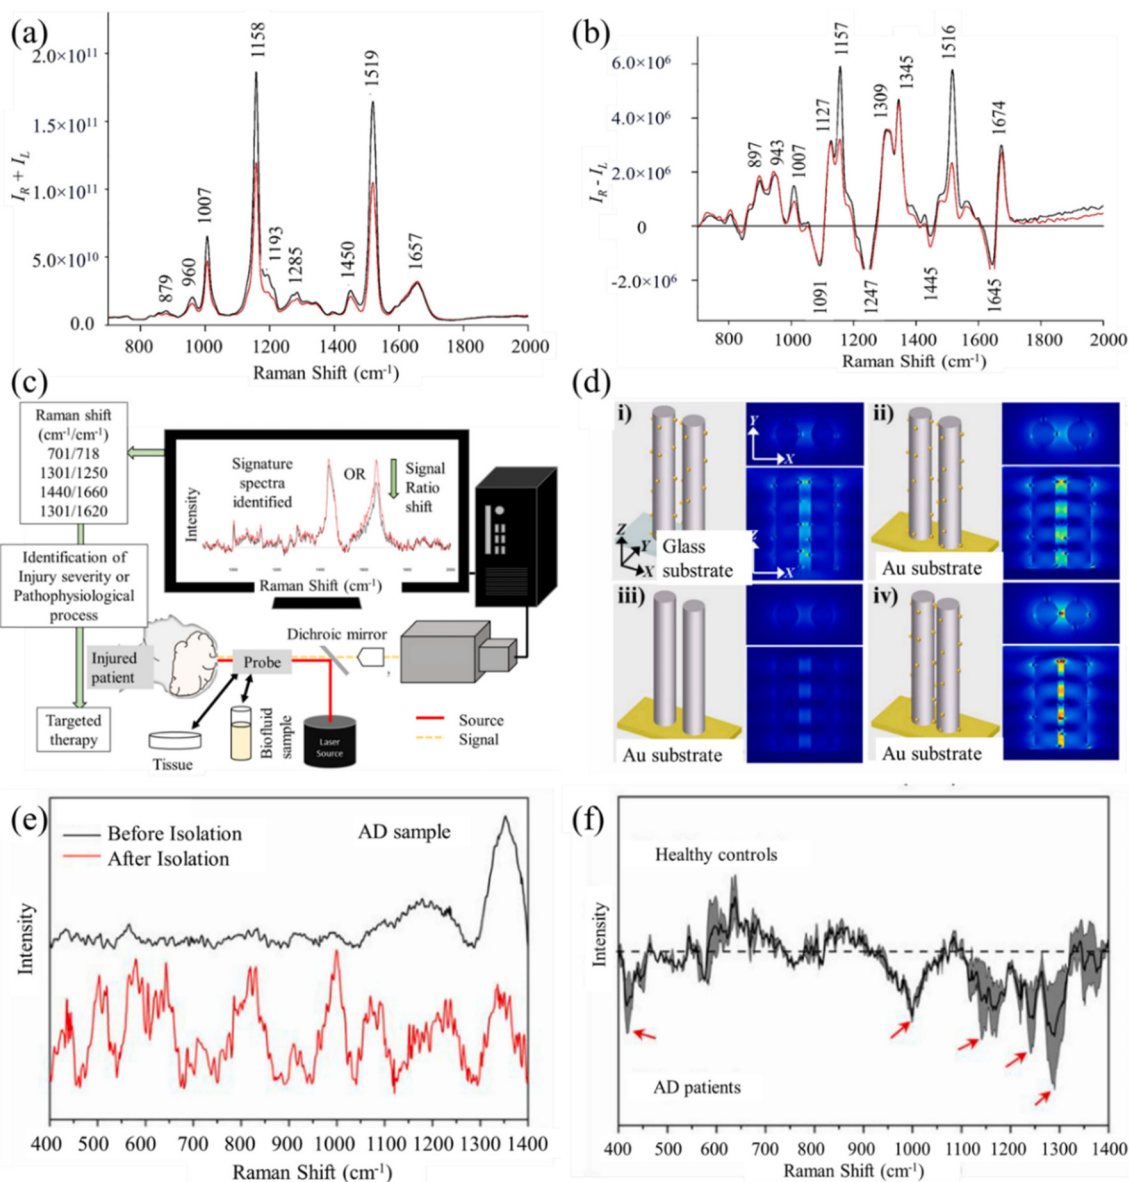 (a)
2.0×10¹¹
1.5×10¹¹
1.0×10¹¹
5.0×10¹⁰
0.0
I_R + I_L
879
960
1007
1158
1193
1285
1450
1519
1657
800 1000 1200 1400 1600 1800 2000
Raman Shift (cm⁻¹)
(b)
6.0×10⁶
4.0×10⁶
2.0×10⁶
0
-2.0×10⁶
I_R - I_L
897
943
1007
1127
1157
1309
1345
1516
1674
1091
1247
1445
1645
800 1000 1200 1400 1600 1800 2000
Raman Shift (cm⁻¹)
(c)
Raman shift
(cm⁻¹/cm⁻¹)
701/718
1301/1250
1440/1660
1301/1620
Identification of
Injury severity or
Pathophysiological
process
Targeted
therapy
Signature
spectra
identified
OR
Signal
Ratio
shift
Intensity
Raman Shift (cm⁻¹)
Injured
patient
Probe
Dichroic mirror
Tissue
Biofluid
sample
Laser
Source
Source
Signal
(d)
i)
Y
X
Z
Y
X
Glass
substrate
X
ii)
Au substrate
iii)
Au substrate
iv)
Au substrate
(e)
Before Isolation
After Isolation
AD sample
Intensity
400 500 600 700 800 900 1000 1100 1200 1300 1400
Raman Shift (cm⁻¹)
(f)
Healthy controls
AD patients
Intensity
400 500 600 700 800 900 1000 1100 1200 1300 1400
Raman Shift (cm⁻¹)